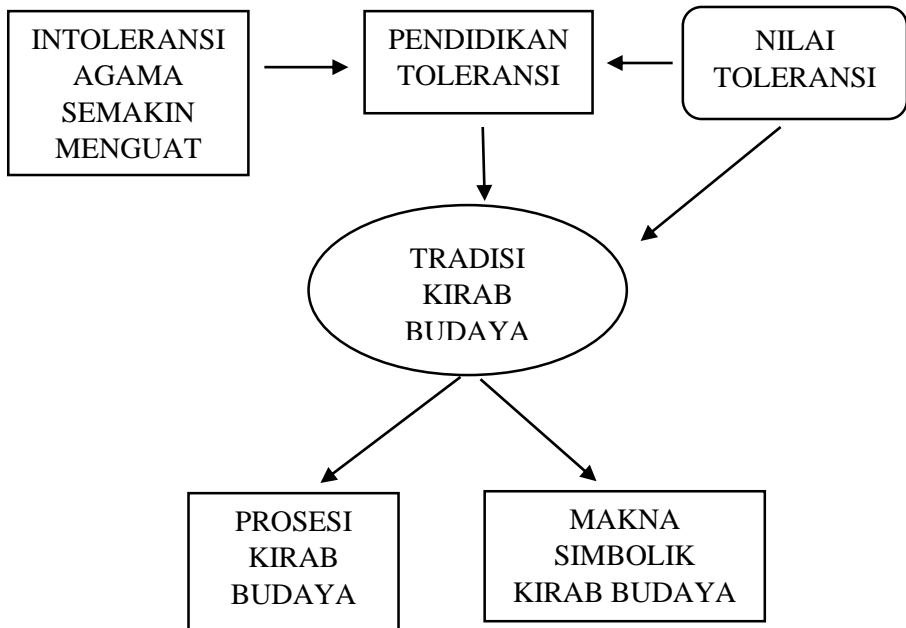 INTOLERANSI
AGAMA
SEMAKIN
MENGUAT
PENDIDIKAN
TOLERANSI
NILAI
TOLERANSI
TRADISI
KIRAB
BUDAYA
PROSESI
KIRAB
BUDAYA
MAKNA
SIMBOLIK
KIRAB BUDAYA